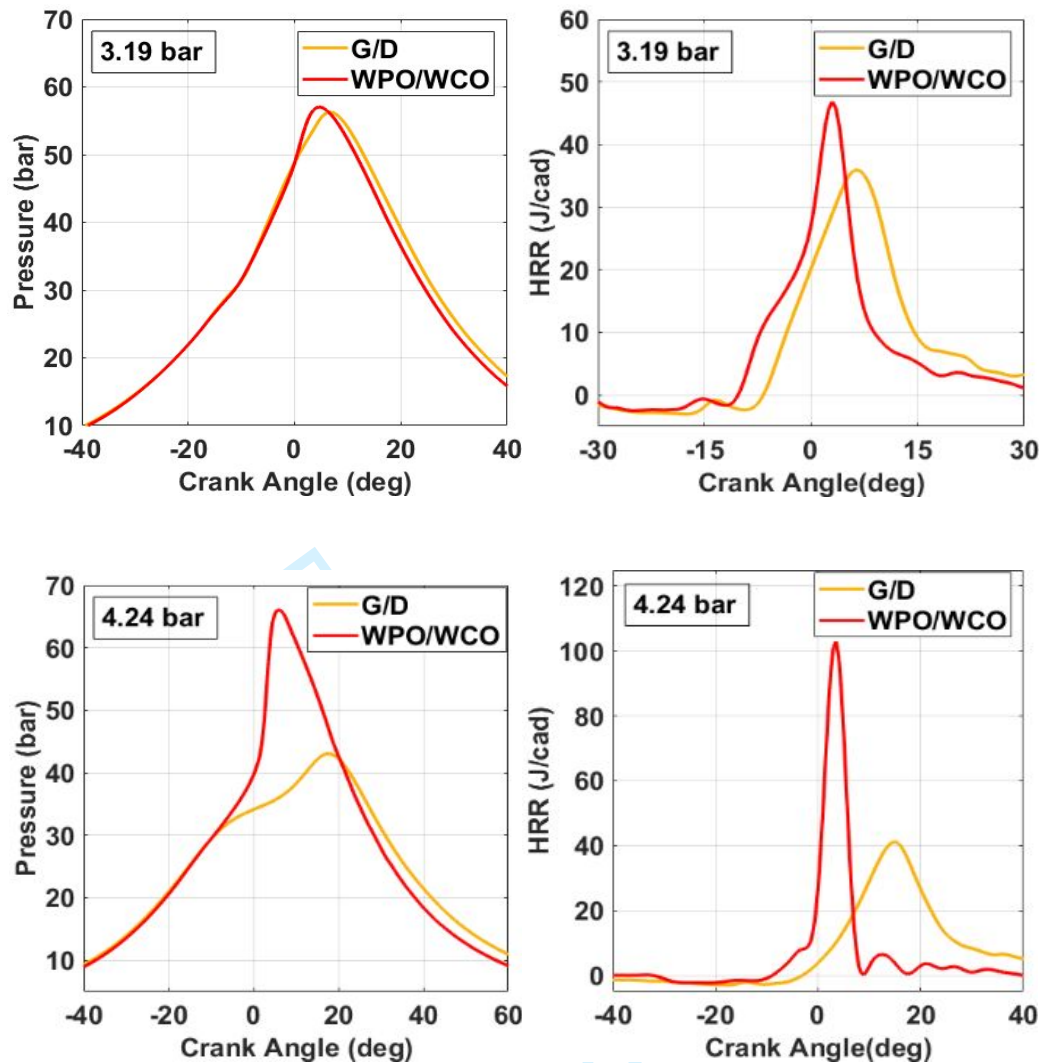 70
60
50
40
30
20
10
-40
-20
0
20
40
Pressure (bar)
Crank Angle (deg)
3.19 bar
G/D
WPO/WCO
60
50
40
30
20
10
0
-30
-15
0
15
30
HRR (J/cad)
Crank Angle(deg)
3.19 bar
G/D
WPO/WCO
70
60
50
40
30
20
10
-40
-20
0
20
40
60
Pressure (bar)
Crank Angle (deg)
4.24 bar
G/D
WPO/WCO
120
100
80
60
40
20
0
-40
-20
0
20
40
HRR (J/cad)
Crank Angle(deg)
4.24 bar
G/D
WPO/WCO